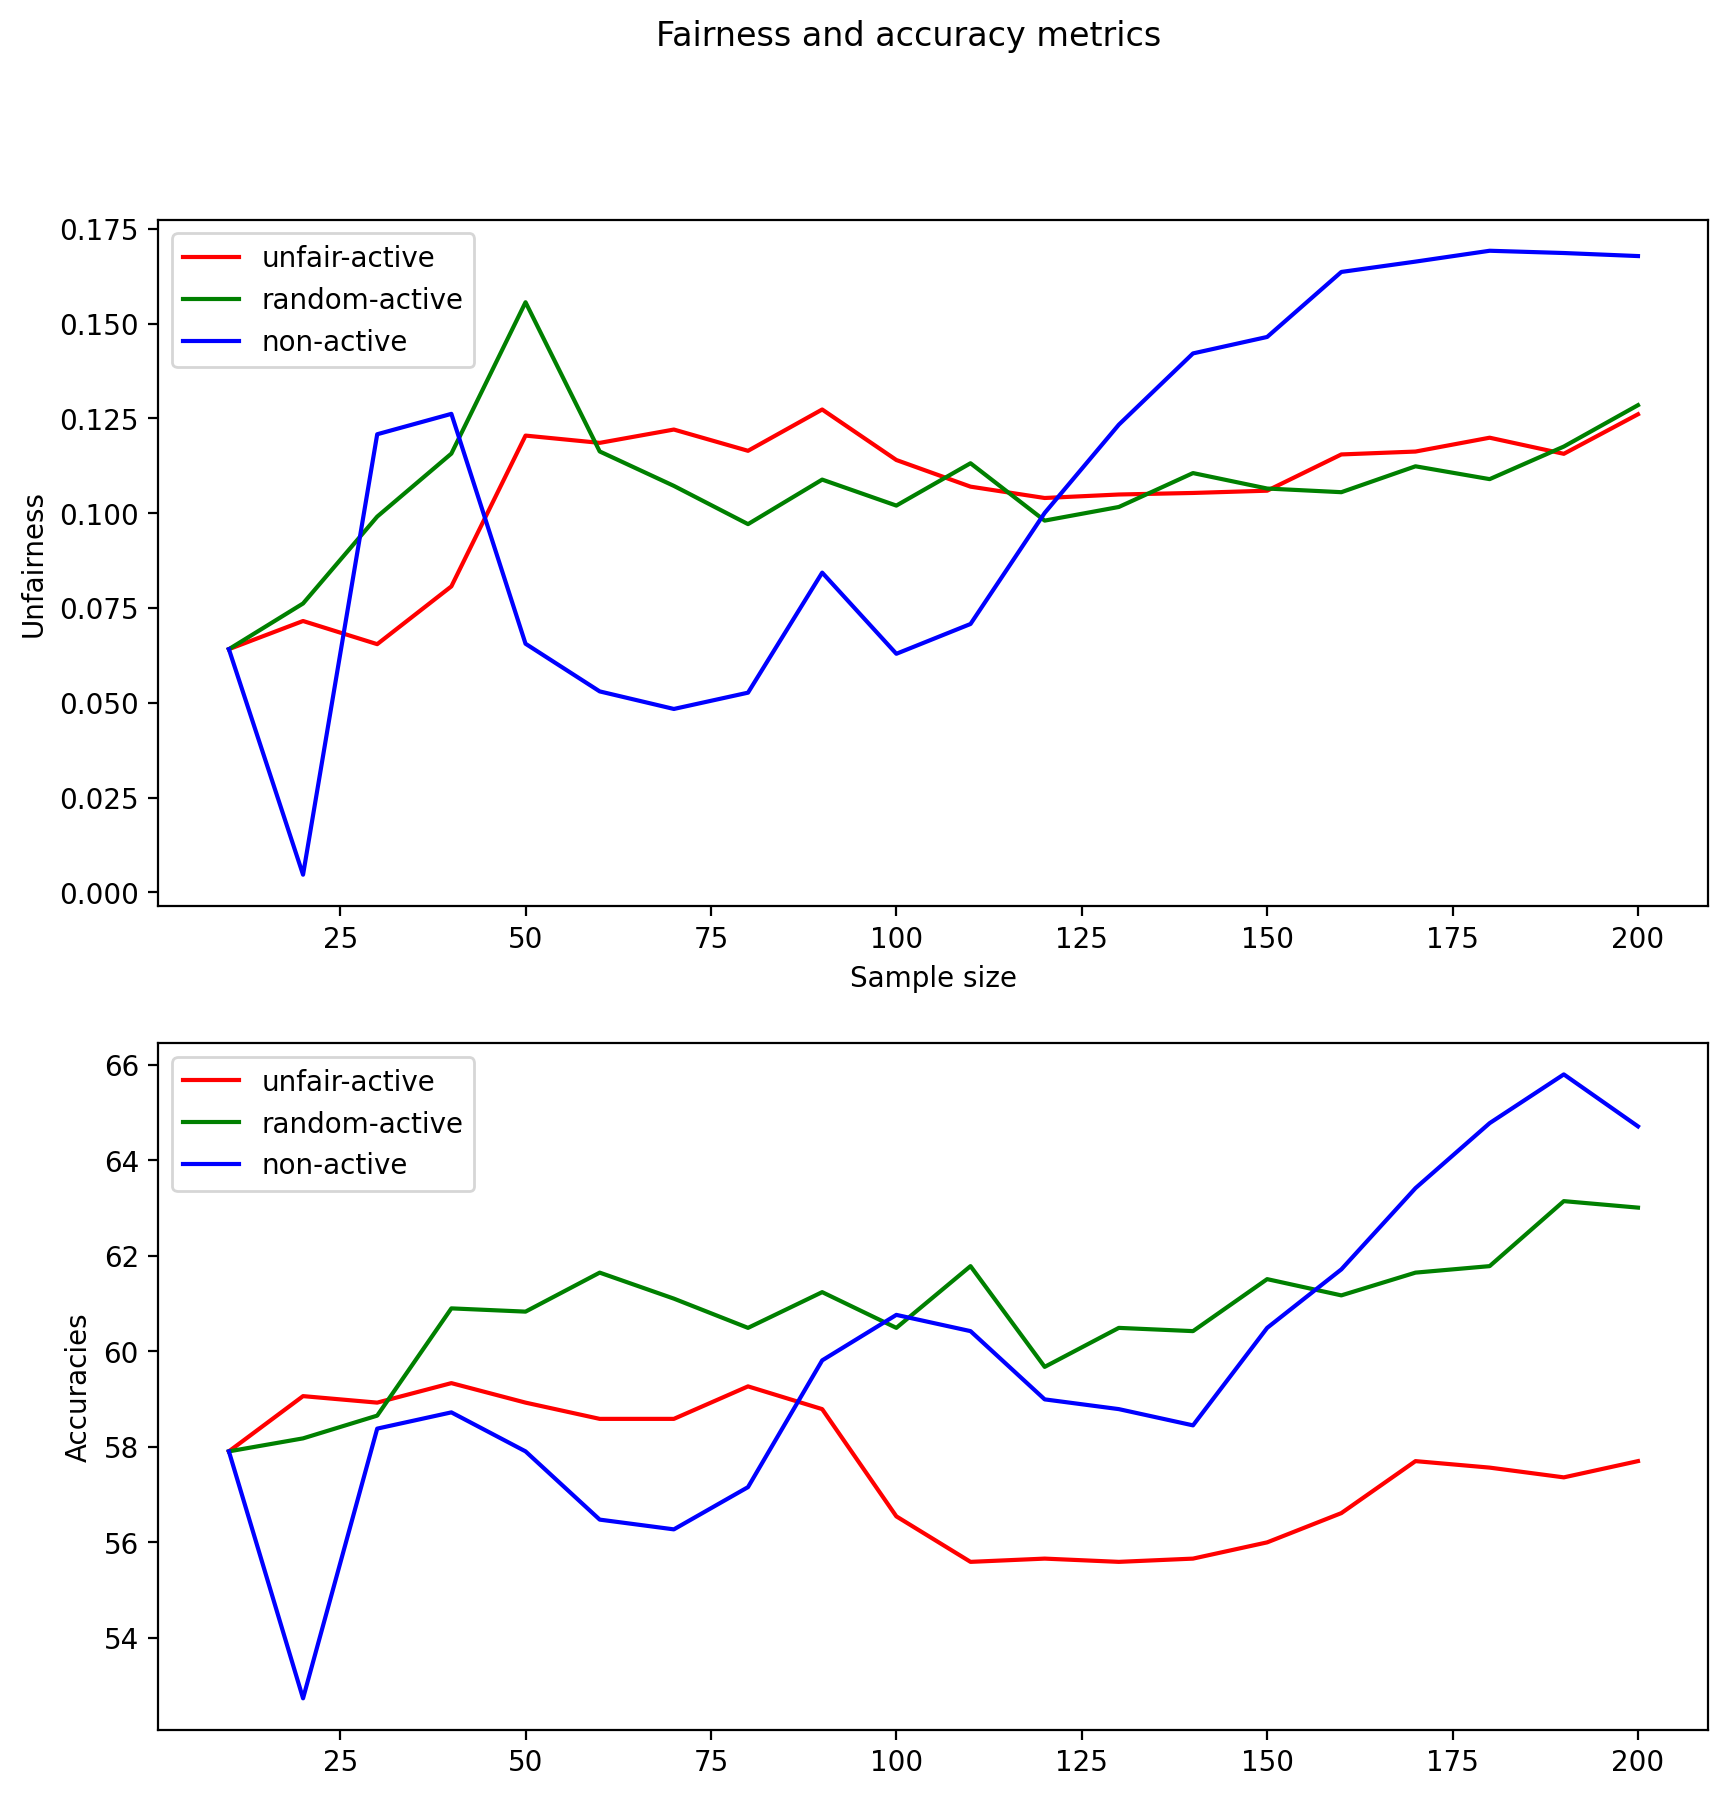 Fairness and accuracy metrics
0.175
0.150
0.125
0.100
0.075
0.050
0.025
0.000
Unfairness
unfair-active
random-active
non-active
25 50 75 100 125 150 175 200
Sample size
66
64
62
60
58
56
54
Accuracies
unfair-active
random-active
non-active
25 50 75 100 125 150 175 200